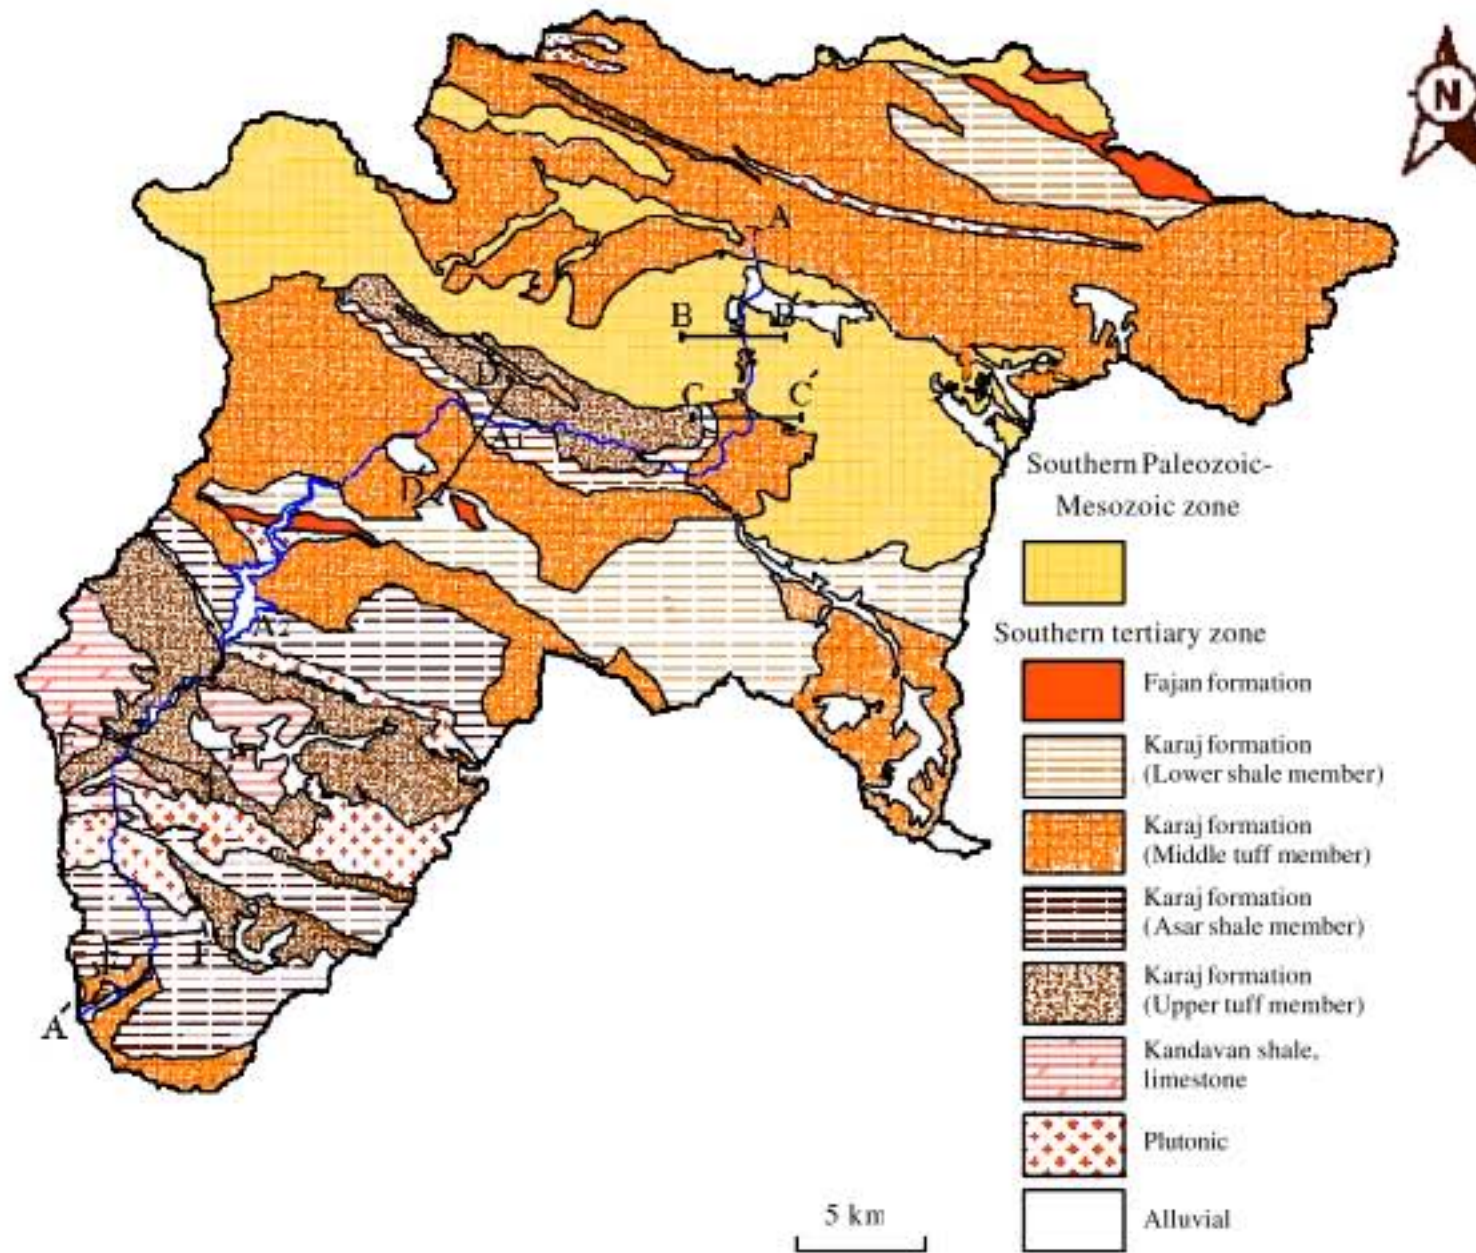 N
A
B
B
C
C´
D
A
D
A2
A´
Southern Paleozoic-
Mesozoic zone
Southern tertiary zone
Fajan formation
Karaj formation
(Lower shale member)
Karaj formation
(Middle tuff member)
Karaj formation
(Asar shale member)
Karaj formation
(Upper tuff member)
Kandavan shale,
limestone
Plutonic
Alluvial
5 km